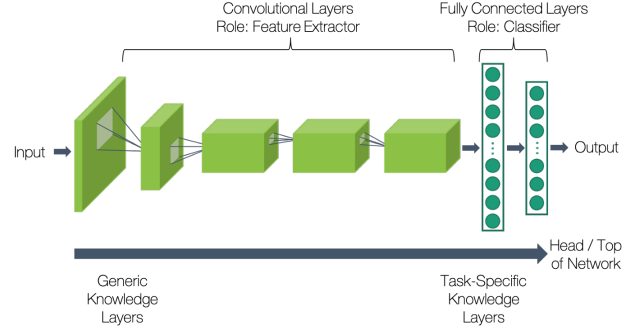 Convolutional Layers
Role: Feature Extractor
Fully Connected Layers
Role: Classifier
Input
Output
Head / Top
of Network
Generic
Knowledge
Layers
Task-Specific
Knowledge
Layers